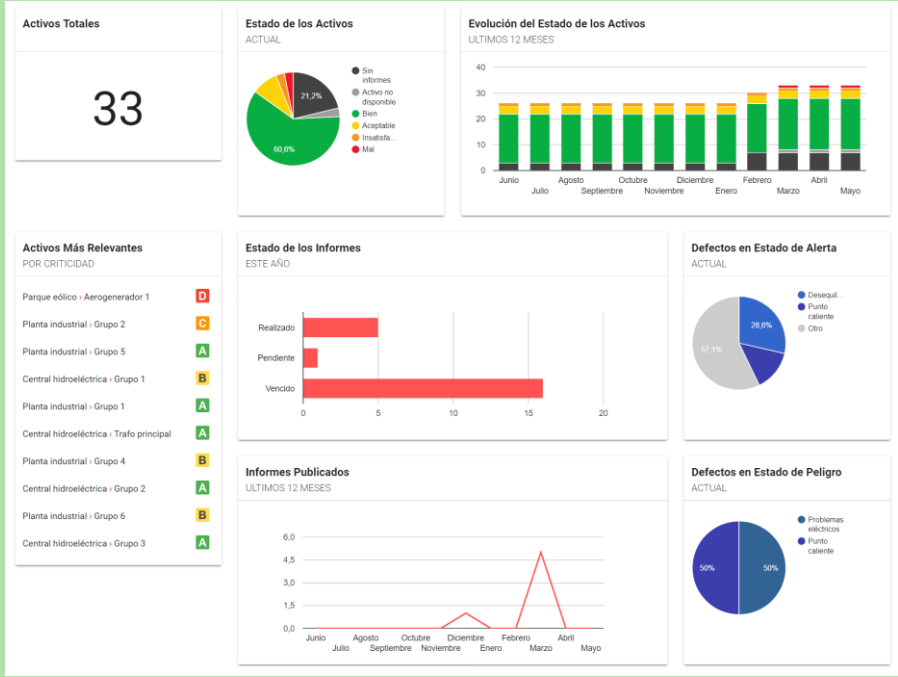 Activos Totales
33
Estado de los Activos
ACTUAL
21,2%
60,6%
Sin
informes
Activo no
disponible
Bien
Aceptable
Insatisfa...
Mal
Evolución del Estado de los Activos
ULTIMOS 12 MESES
40
30
20
10
0
Junio
Julio
Agosto
Septiembre
Octubre
Noviembre
Diciembre
Enero
Febrero
Marzo
Abril
Mayo
Activos Más Relevantes
POR CRITICIDAD
Parque eólico › Aerogenerador 1 D
Planta industrial › Grupo 2 C
Planta industrial › Grupo 5 A
Central hidroeléctrica › Grupo 1 B
Planta industrial › Grupo 1 A
Central hidroeléctrica › Trafo principal A
Planta industrial › Grupo 4 B
Central hidroeléctrica › Grupo 2 A
Planta industrial › Grupo 6 B
Central hidroeléctrica › Grupo 3 A
Estado de los Informes
ESTE AÑO
Realizado
Pendiente
Vencido
0 5 10 15 20
Defectos en Estado de Alerta
ACTUAL
28,6%
57,1%
Desequil...
Punto
caliente
Otro
Informes Publicados
ULTIMOS 12 MESES
6,0
4,5
3,0
1,5
0,0
Junio
Julio
Agosto
Septiembre
Octubre
Noviembre
Diciembre
Enero
Febrero
Marzo
Abril
Mayo
Defectos en Estado de Peligro
ACTUAL
50% 50%
Problemas
eléctricos
Punto
caliente